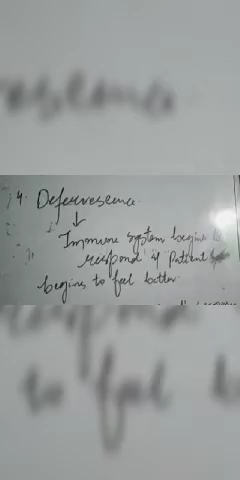 4. Defervescence
Immune system begins to
respond & patient
begins to feel better